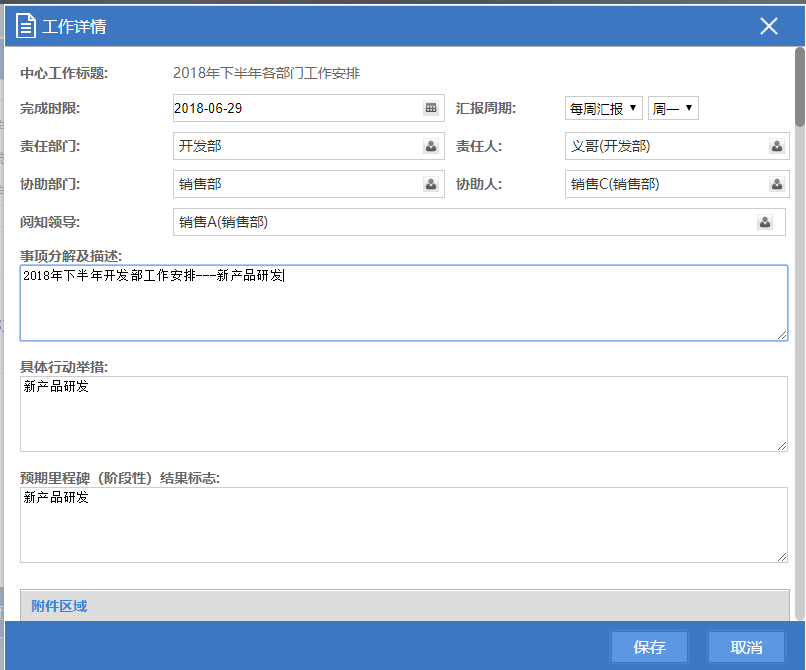 工作详情
中心工作标题: 2018年下半年各部门工作安排
完成时限: 2018-06-29 汇报周期: 每周汇报 周一
责任部门: 开发部 责任人: 义哥(开发部)
协助部门: 销售部 协助人: 销售C(销售部)
阅知领导: 销售A(销售部)
事项分解及描述:
2018年下半年开发部工作安排---新产品研发
具体行动举措:
新产品研发
预期里程碑（阶段性）结果标志:
新产品研发
附件区域
保存 取消